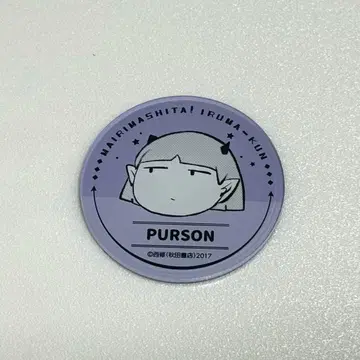 MAIRIMASHITA! IRUMA-KUN
PURSON
©西修(秋田書店)2017